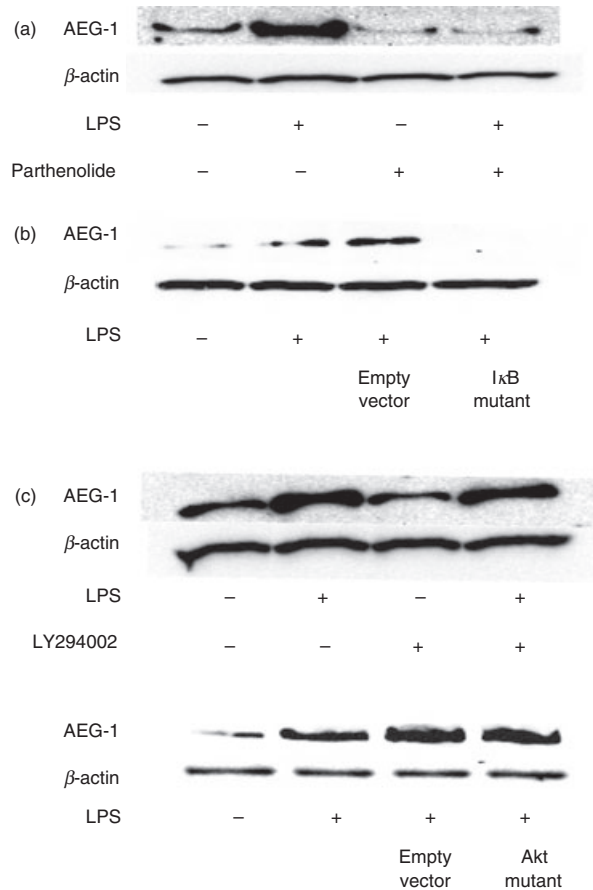 (a) AEG-1
β-actin
LPS – + – +
Parthenolide – – + +
(b) AEG-1
β-actin
LPS – + + +
Empty vector IκB mutant
(c) AEG-1
β-actin
LPS – + – +
LY294002 – – + +
AEG-1
β-actin
LPS – + + +
Empty vector Akt mutant